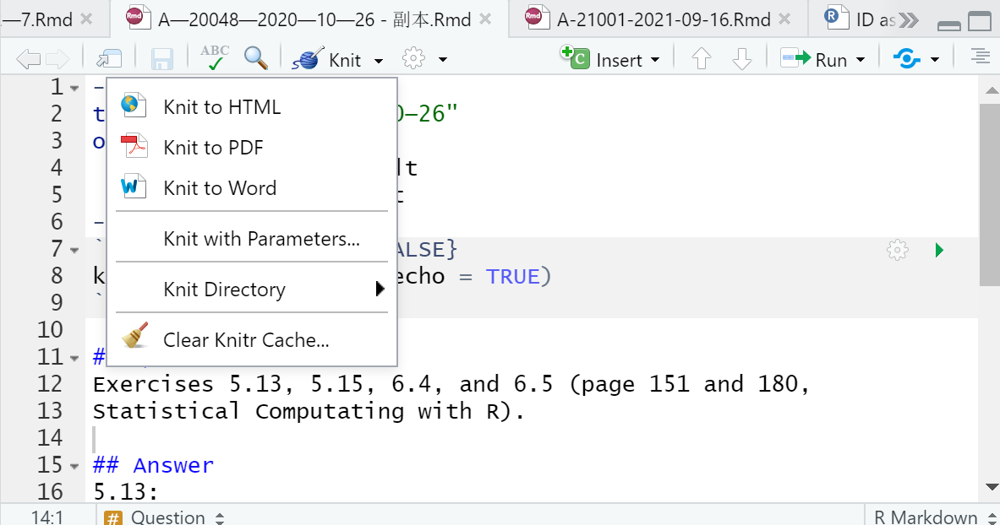 —7.Rmd
A—20048—2020—10—26 - 副本.Rmd
A-21001-2021-09-16.Rmd
ID as
ABC
Knit
Insert
Run
Knit to HTML
Knit to PDF
Knit to Word
Knit with Parameters...
Knit Directory
Clear Knitr Cache...
1 -
2 t —26"
3 o
4 lt
5 t
6 -
7 ` ALSE}
8 k echo = TRUE)
9 `
10
11 #
12 Exercises 5.13, 5.15, 6.4, and 6.5 (page 151 and 180,
13 Statistical Computating with R).
14
15 ## Answer
16 5.13:
14:1
# Question
R Markdown